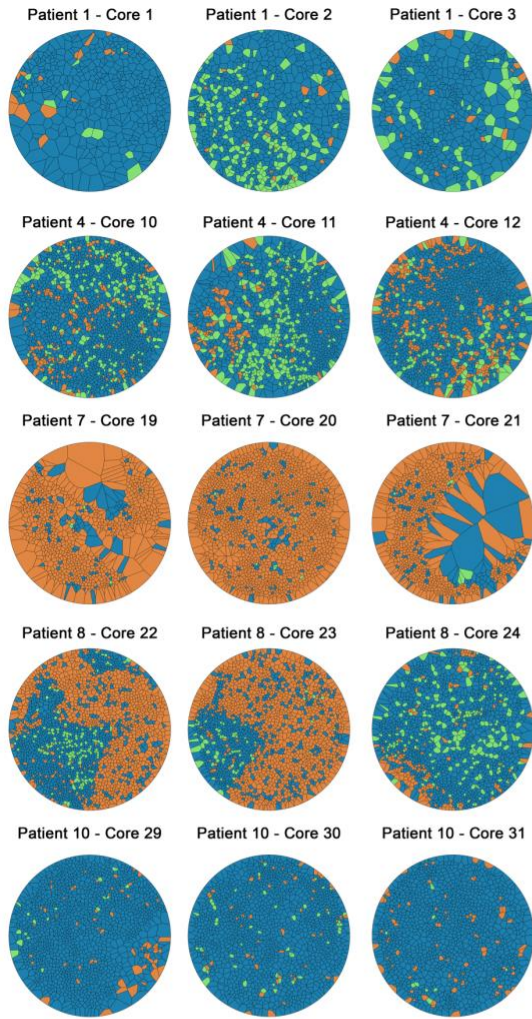 Patient 1 - Core 1
Patient 1 - Core 2
Patient 1 - Core 3
Patient 4 - Core 10
Patient 4 - Core 11
Patient 4 - Core 12
Patient 7 - Core 19
Patient 7 - Core 20
Patient 7 - Core 21
Patient 8 - Core 22
Patient 8 - Core 23
Patient 8 - Core 24
Patient 10 - Core 29
Patient 10 - Core 30
Patient 10 - Core 31